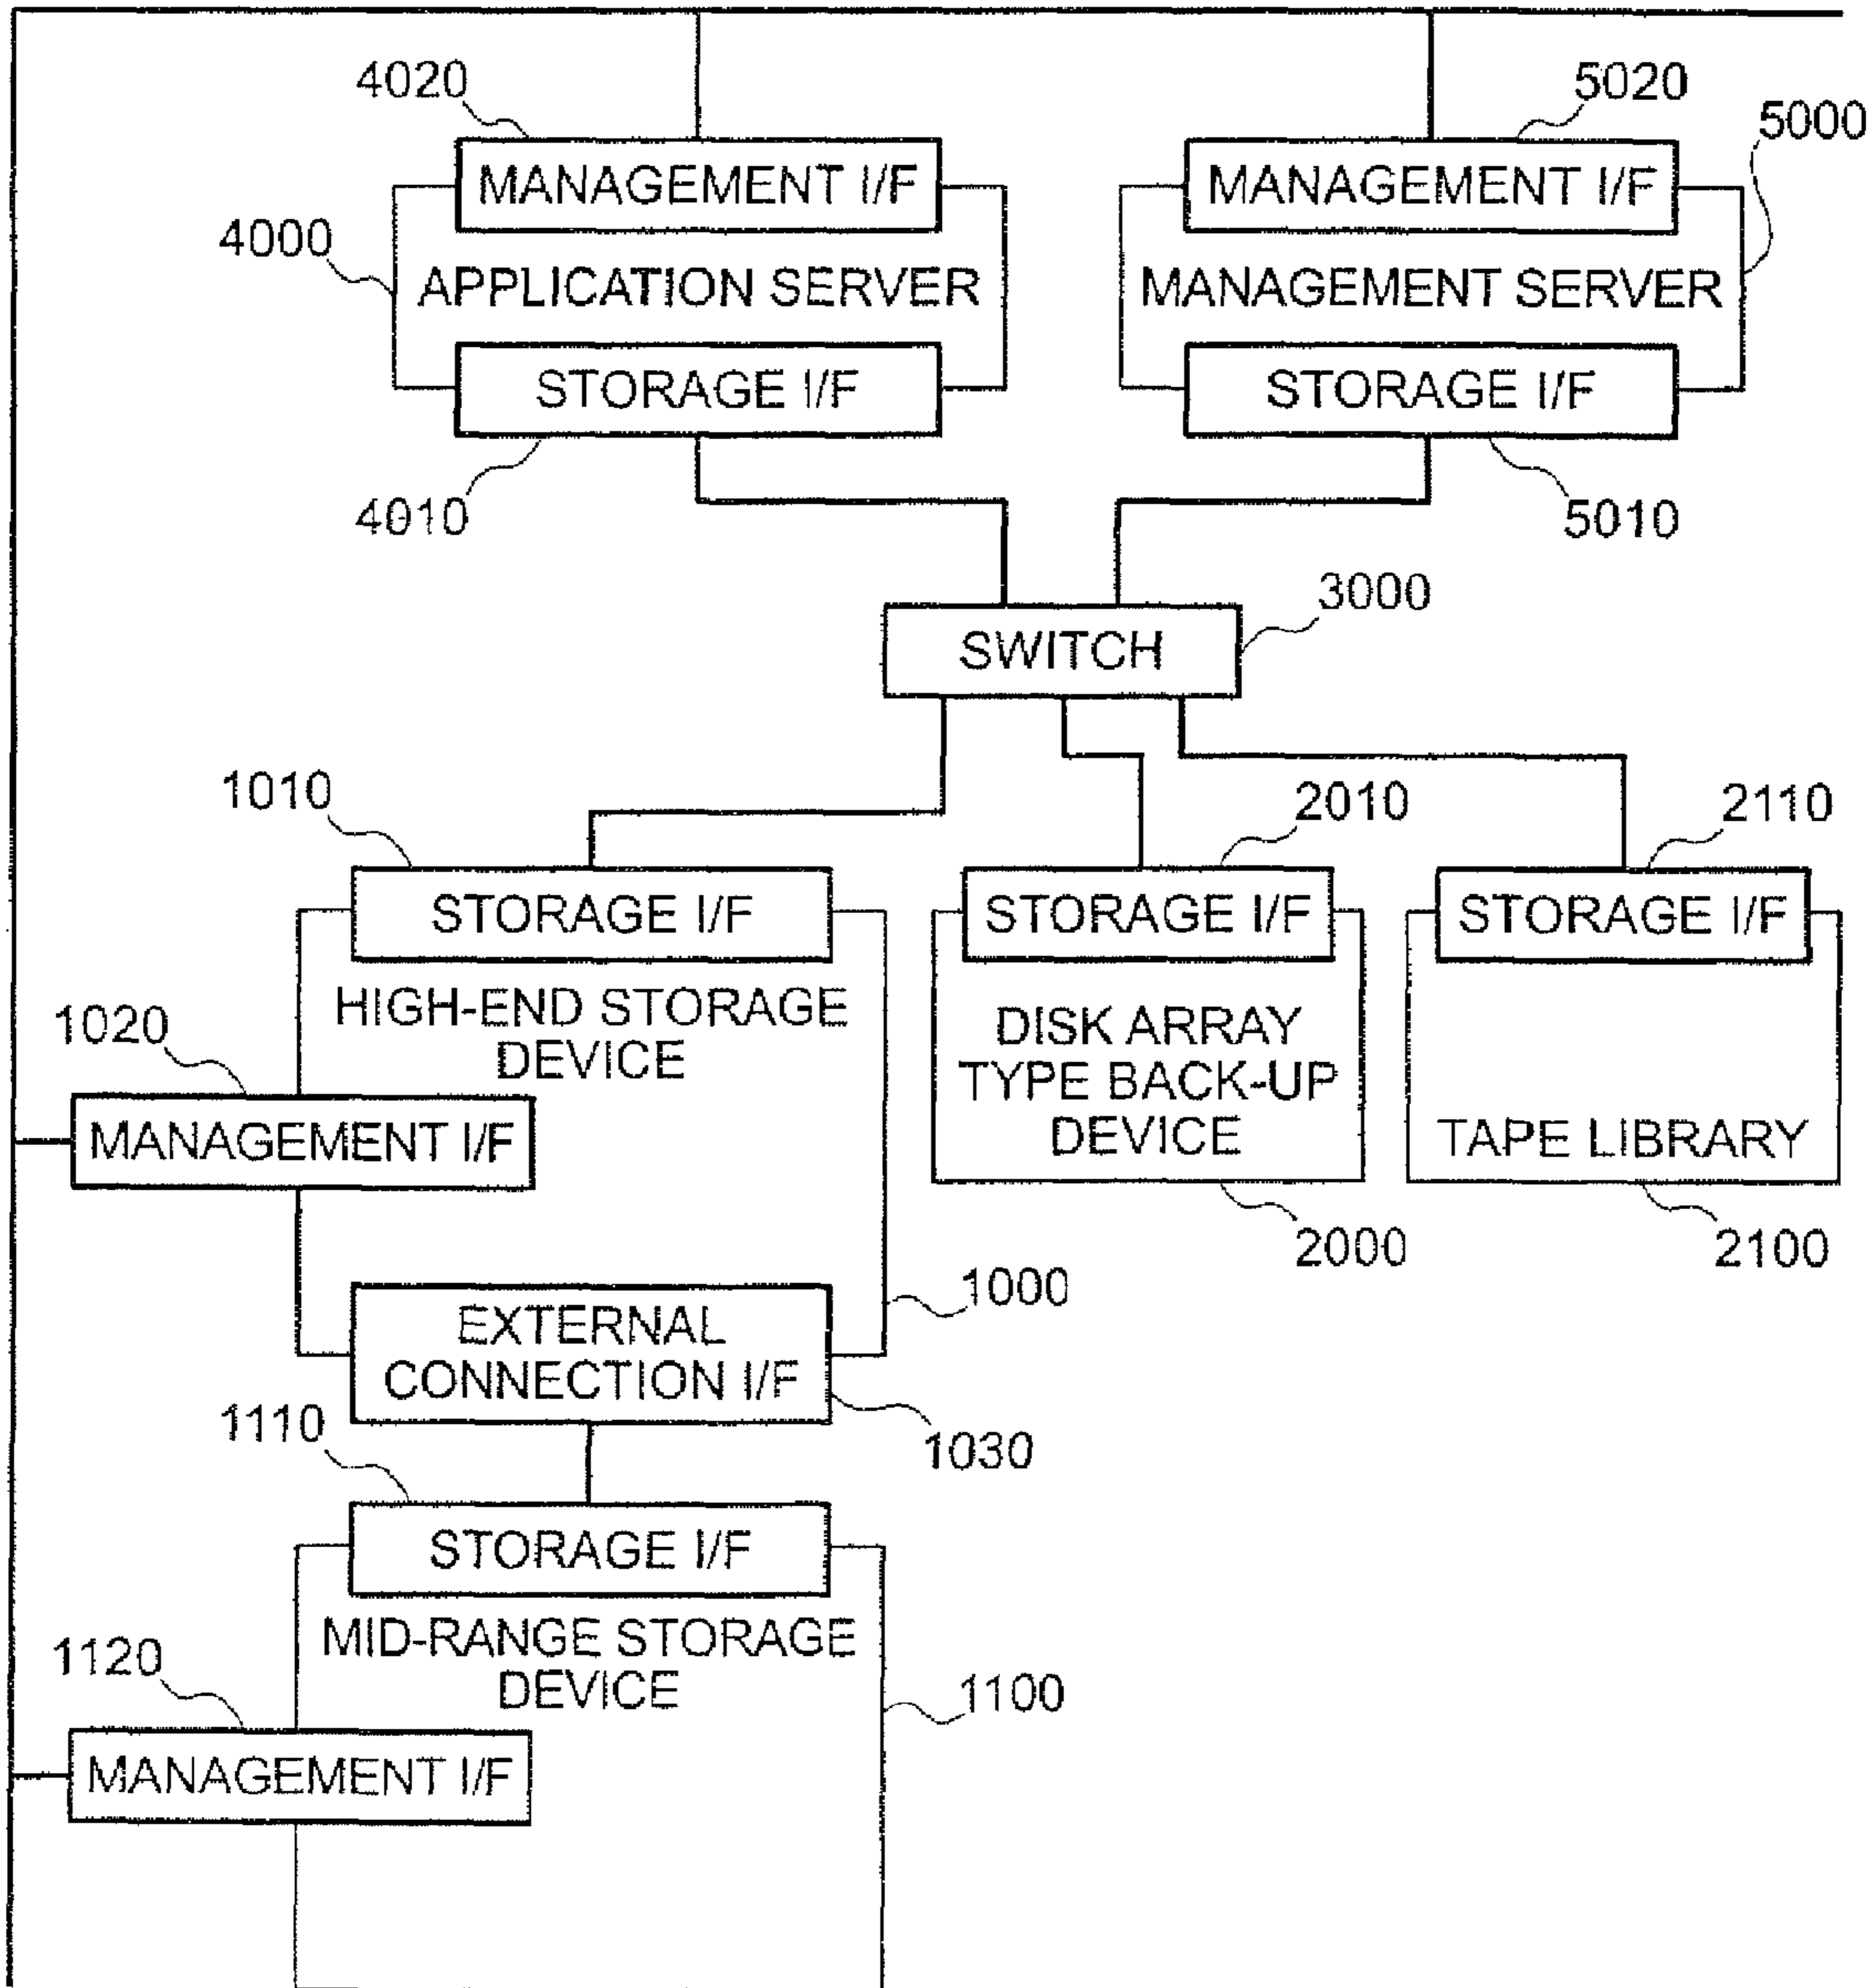 4020
5020
5000
MANAGEMENT I/F
MANAGEMENT I/F
4000
APPLICATION SERVER
MANAGEMENT SERVER
STORAGE I/F
STORAGE I/F
4010
5010
3000
SWITCH
1010
2010
2110
STORAGE I/F
STORAGE I/F
STORAGE I/F
1020
HIGH-END STORAGE
DEVICE
DISK ARRAY
TYPE BACK-UP
DEVICE
MANAGEMENT I/F
TAPE LIBRARY
2000
2100
1000
EXTERNAL
CONNECTION I/F
1110
1030
STORAGE I/F
MID-RANGE STORAGE
DEVICE
1120
1100
MANAGEMENT I/F